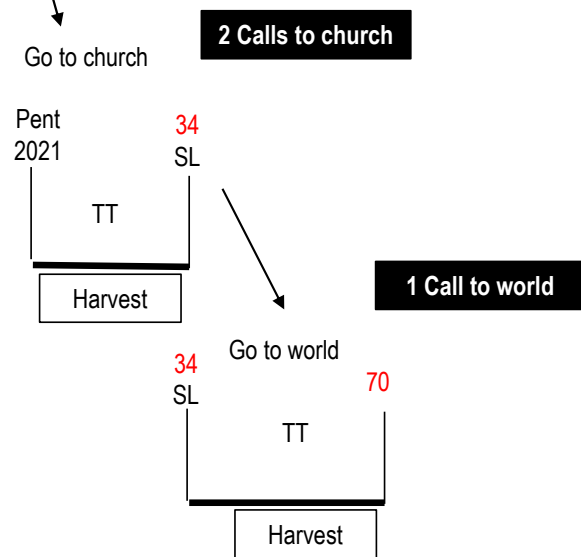 2 Calls to church
Go to church
Pent
2021
34
SL
TT
Harvest
1 Call to world
Go to world
34
SL
70
TT
Harvest